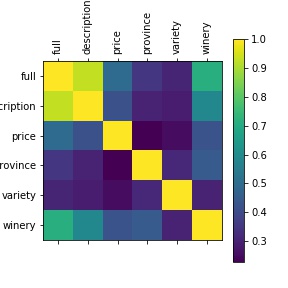 full
description
price
province
variety
winery
full
cription
price
rovince
variety
winery
1.0
0.9
0.8
0.7
0.6
0.5
0.4
0.3